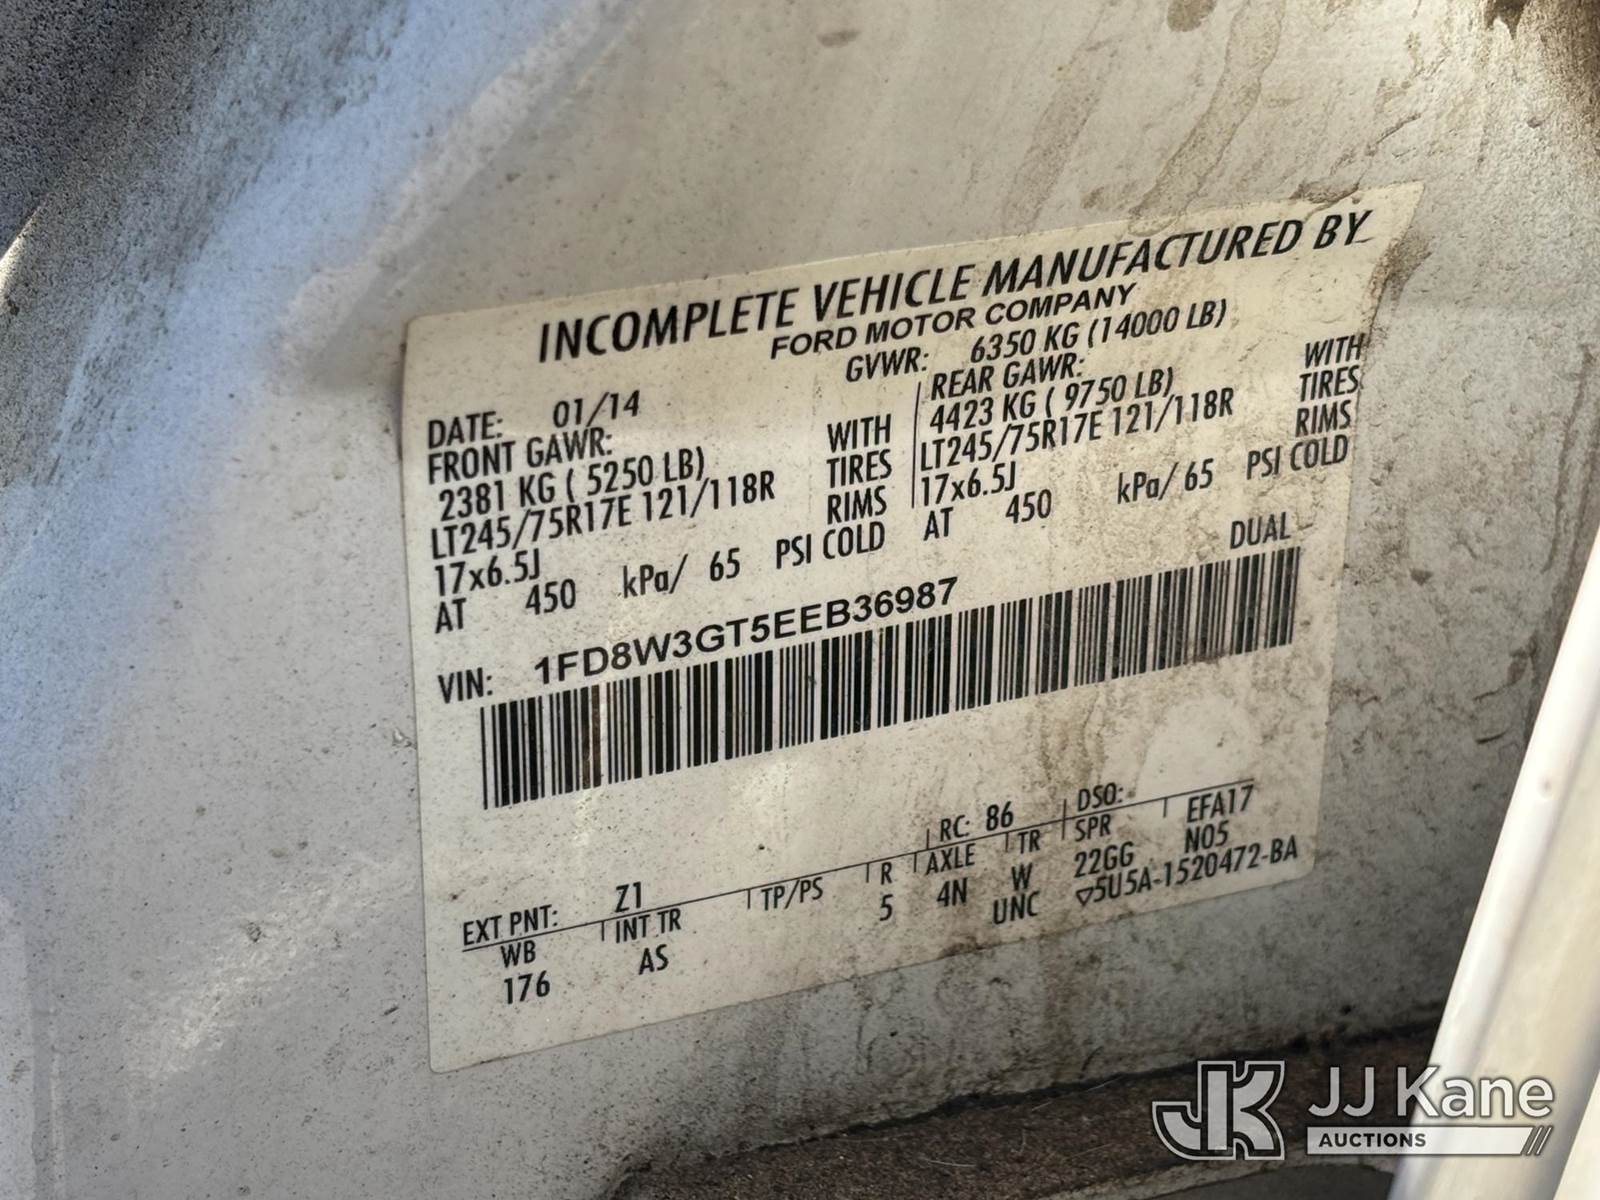 INCOMPLETE VEHICLE MANUFACTURED BY
FORD MOTOR COMPANY
GVWR: 6350 KG (14000 LB)
DATE: 01/14
FRONT GAWR:
2381 KG ( 5250 LB) WITH
LT245/75R17E 121/118R TIRES
17x6.5J RIMS
AT 450 kPa/ 65 PSI COLD
REAR GAWR:
4423 KG ( 9750 LB) WITH
LT245/75R17E 121/118R TIRES
17x6.5J RIMS
AT 450 kPa/ 65 PSI COLD
DUAL
VIN: 1FD8W3GT5EEB36987
EXT PNT: Z1 RC: 86 DSO:
WB INT TR TP/PS R AXLE TR SPR EFA17
176 AS 5 4N W 22GG N05
UNC ▽5U5A-1520472-BA
JK JJ Kane
AUCTIONS